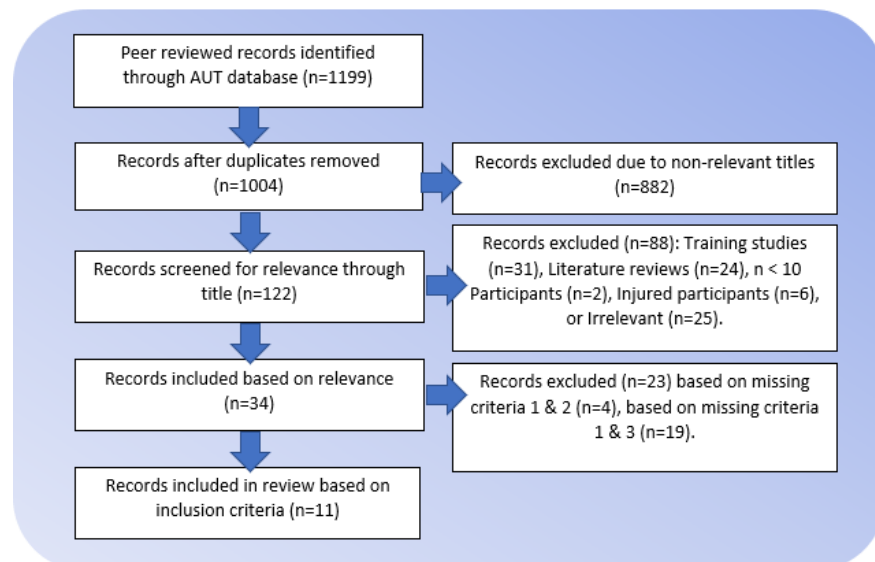 Peer reviewed records identified
through AUT database (n=1199)
Records after duplicates removed
(n=1004)
Records excluded due to non-relevant titles
(n=882)
Records screened for relevance through
title (n=122)
Records excluded (n=88): Training studies
(n=31), Literature reviews (n=24), n < 10
Participants (n=2), Injured participants (n=6),
or Irrelevant (n=25).
Records included based on relevance
(n=34)
Records excluded (n=23) based on missing
criteria 1 & 2 (n=4), based on missing criteria
1 & 3 (n=19).
Records included in review based on
inclusion criteria (n=11)